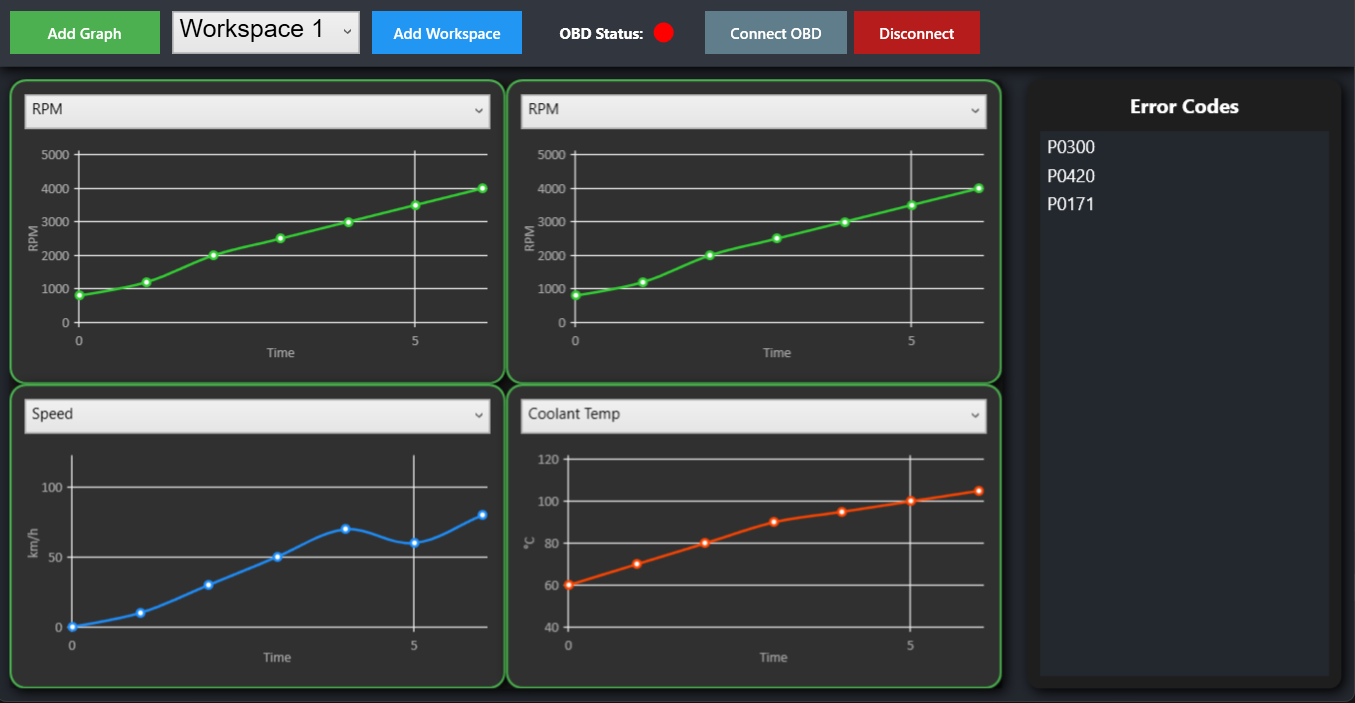 Add Graph Workspace 1 Add Workspace OBD Status: Connect OBD Disconnect
RPM
5000
4000
3000
2000
1000
0
RPM
0 5
Time
RPM
5000
4000
3000
2000
1000
0
RPM
0 5
Time
Speed
100
50
0
km/h
0 5
Time
Coolant Temp
120
100
80
60
40
°C
0 5
Time
Error Codes
P0300
P0420
P0171